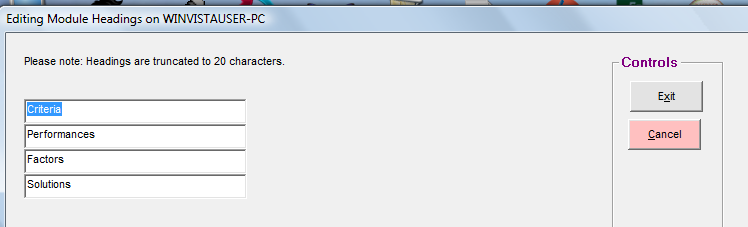 Editing Module Headings on WINVISTAUSER-PC
Please note: Headings are truncated to 20 characters.
Controls
Criteria
Exit
Performances
Cancel
Factors
Solutions